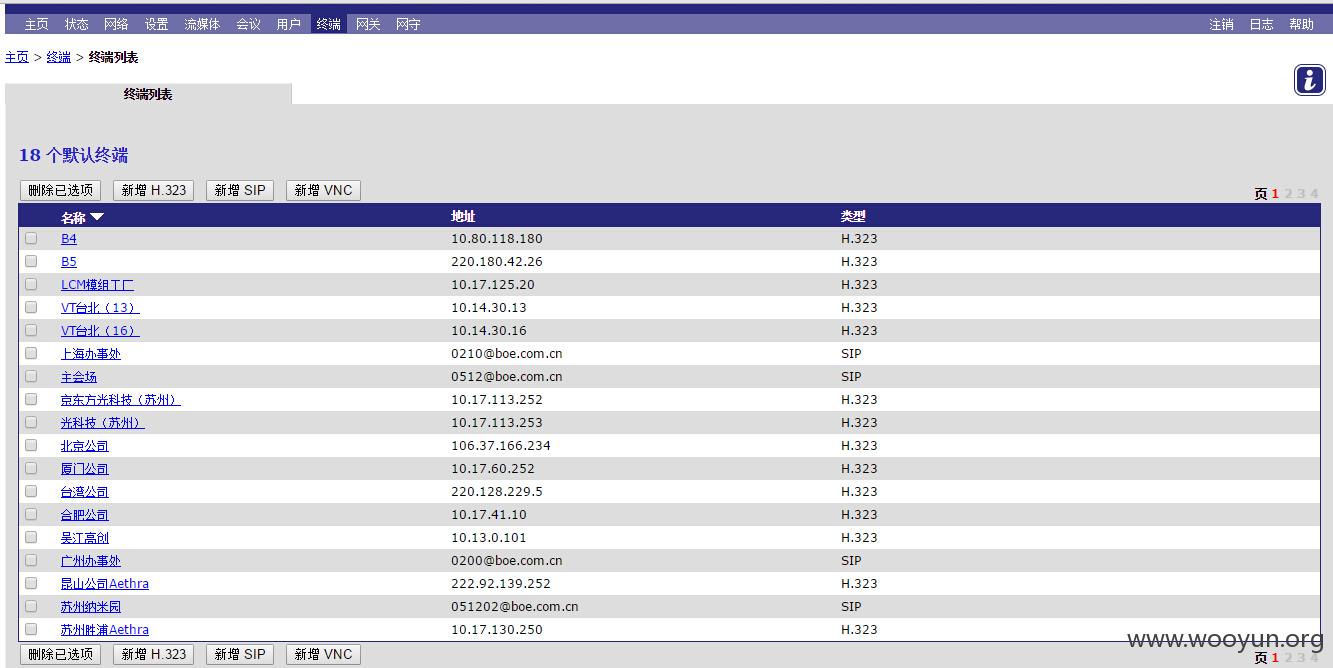 主页 状态 网络 设置 流媒体 会议 用户 终端 网关 网守 注销 日志 帮助
主页 > 终端 > 终端列表
终端列表
18 个默认终端
删除已选项 新增 H.323 新增 SIP 新增 VNC 页 1 2 3 4
名称 地址 类型
B4 10.80.118.180 H.323
B5 220.180.42.26 H.323
LCM模组工厂 10.17.125.20 H.323
VT台北（13） 10.14.30.13 H.323
VT台北（16） 10.14.30.16 H.323
上海办事处 0210@boe.com.cn SIP
主会场 0512@boe.com.cn SIP
京东方光科技（苏州） 10.17.113.252 H.323
光科技（苏州） 10.17.113.253 H.323
北京公司 106.37.166.234 H.323
厦门公司 10.17.60.252 H.323
台湾公司 220.128.229.5 H.323
合肥公司 10.17.41.10 H.323
吴江高创 10.13.0.101 H.323
广州办事处 0200@boe.com.cn SIP
昆山公司Aethra 222.92.139.252 H.323
苏州纳米园 051202@boe.com.cn SIP
苏州胜浦Aethra 10.17.130.250 H.323
www.wooyun.org
删除已选项 新增 H.323 新增 SIP 新增 VNC 页 1 2 3 4